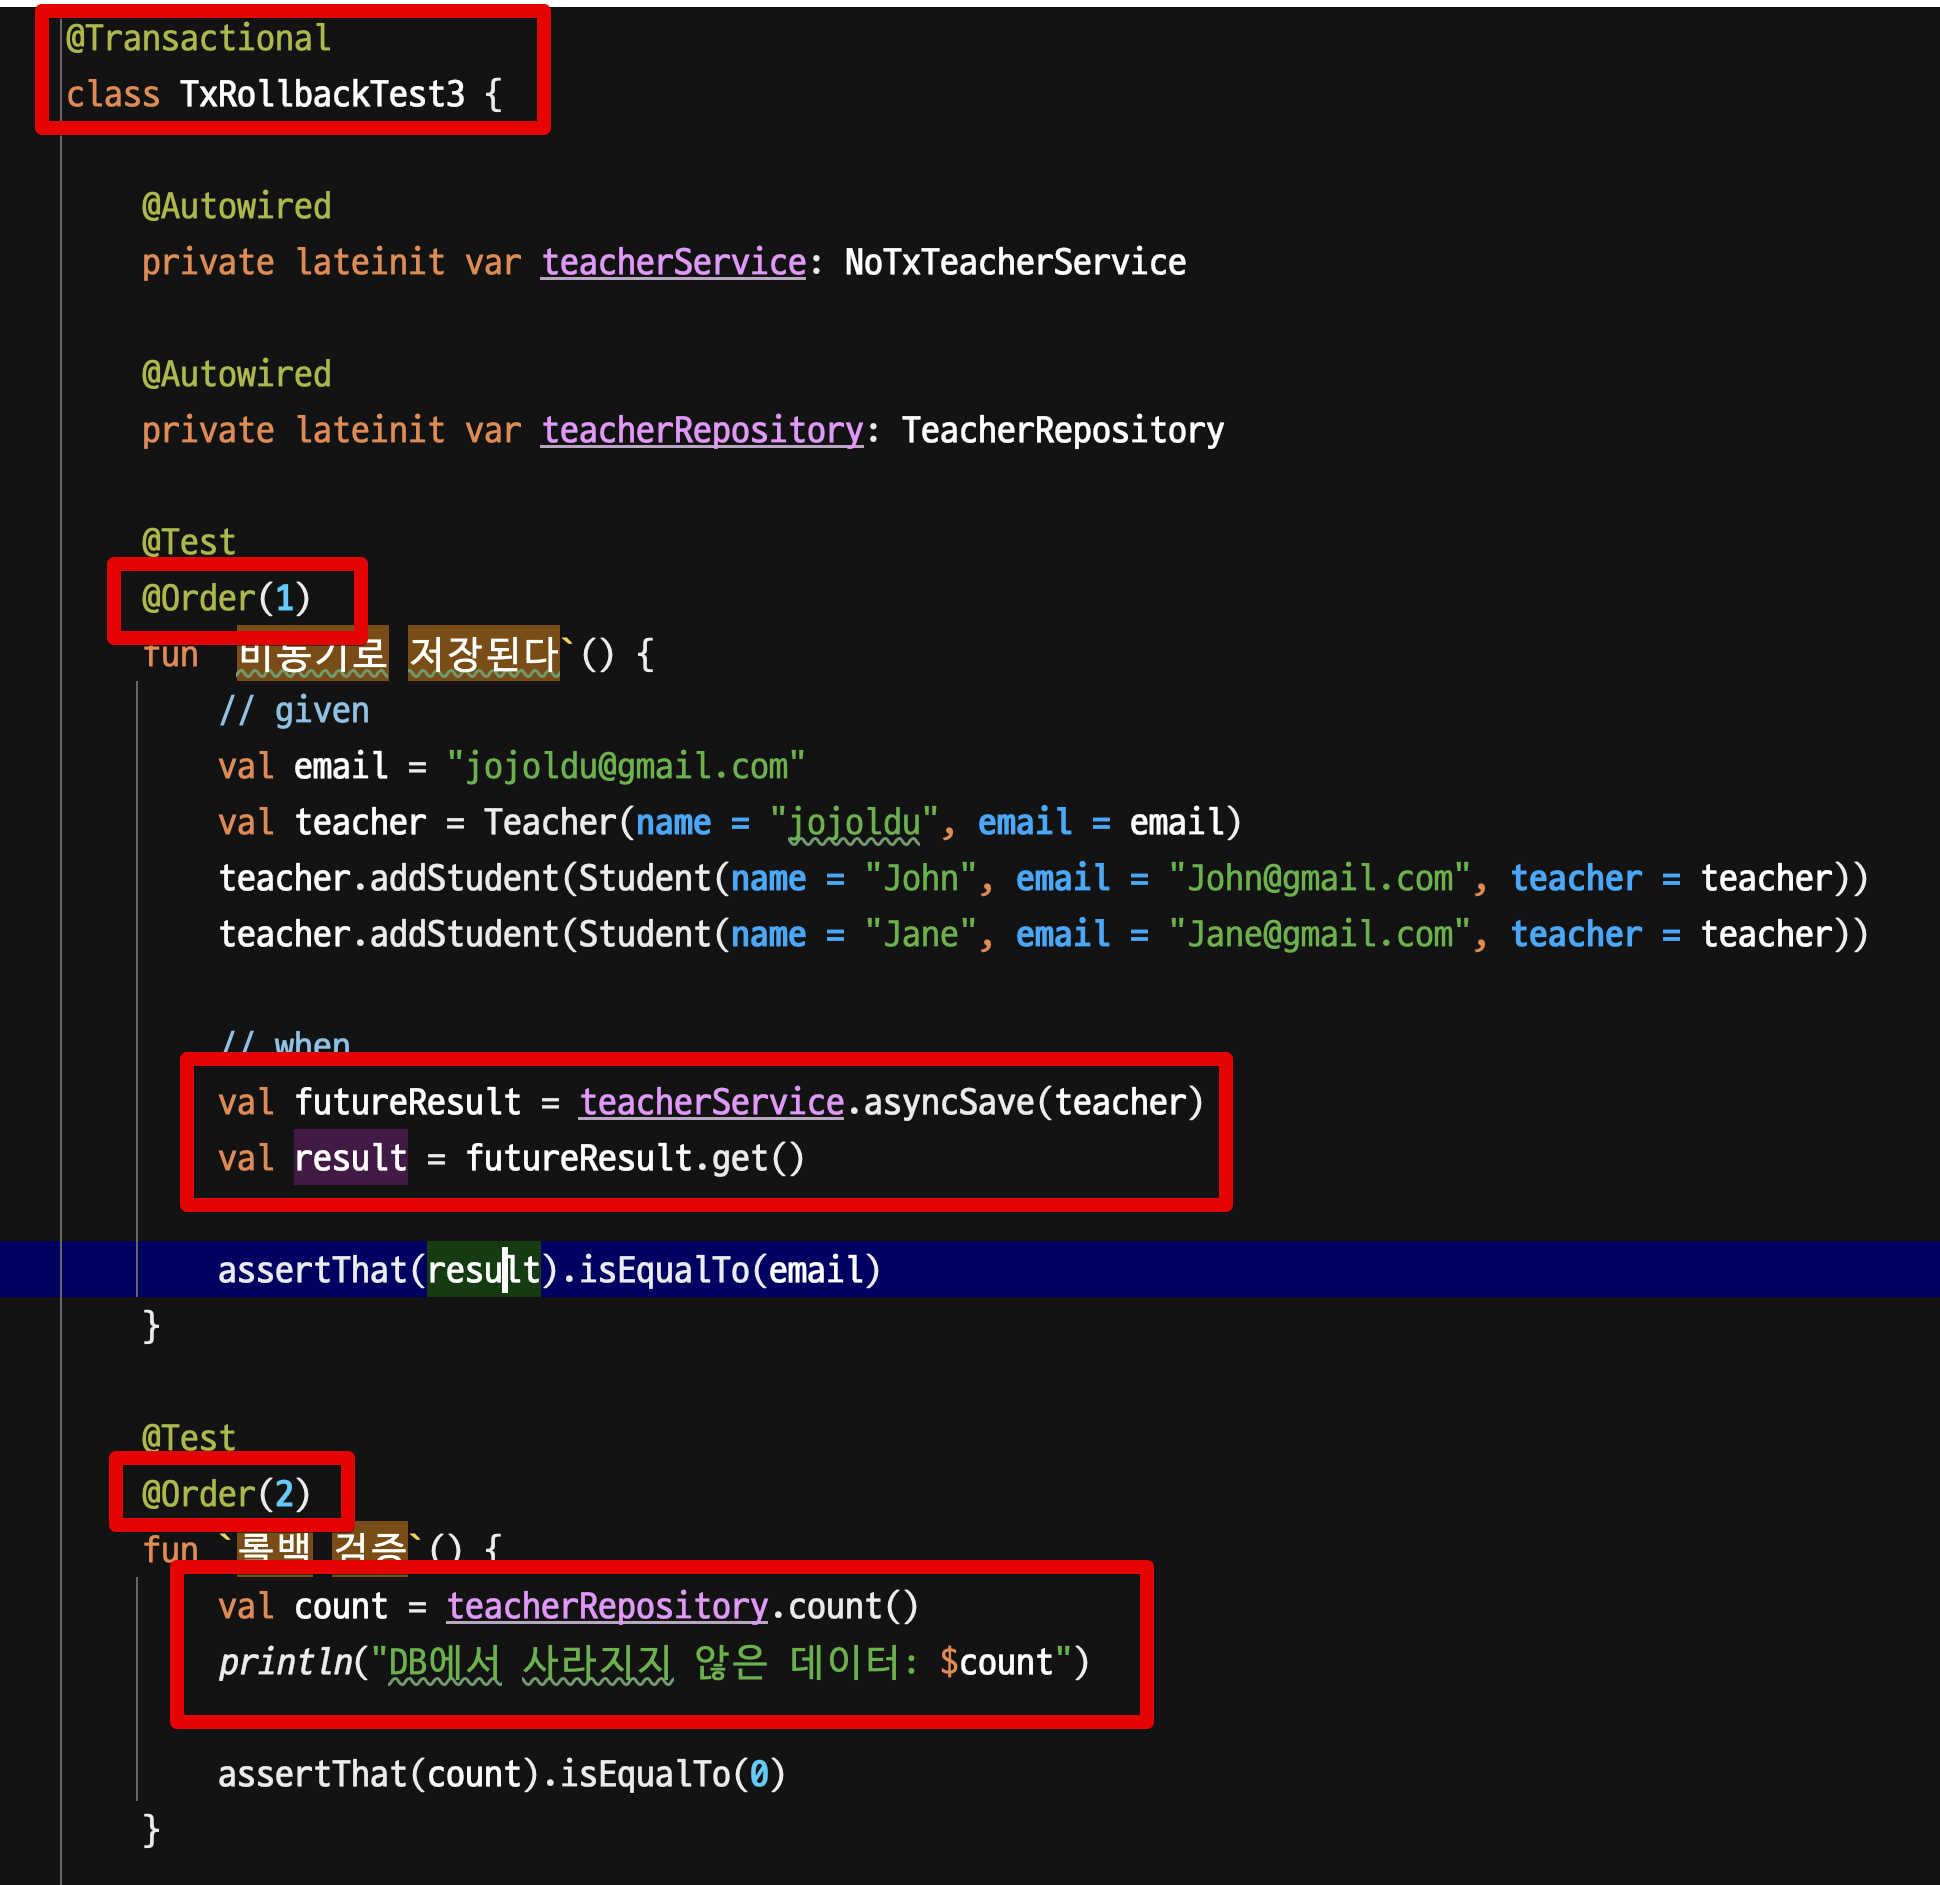 @Transactional
class TxRollbackTest3 {
@Autowired
private lateinit var teacherService: NoTxTeacherService
@Autowired
private lateinit var teacherRepository: TeacherRepository
@Test
@Order(1)
fun `비동기로 저장된다`() {
// given
val email = "jojoldu@gmail.com"
val teacher = Teacher(name = "jojoldu", email = email)
teacher.addStudent(Student(name = "John", email = "John@gmail.com", teacher = teacher))
teacher.addStudent(Student(name = "Jane", email = "Jane@gmail.com", teacher = teacher))
// when
val futureResult = teacherService.asyncSave(teacher)
val result = futureResult.get()
assertThat(result).isEqualTo(email)
}
@Test
@Order(2)
fun `롤백 검증`() {
val count = teacherRepository.count()
println("DB에서 사라지지 않은 데이터: $count")
assertThat(count).isEqualTo(0)
}